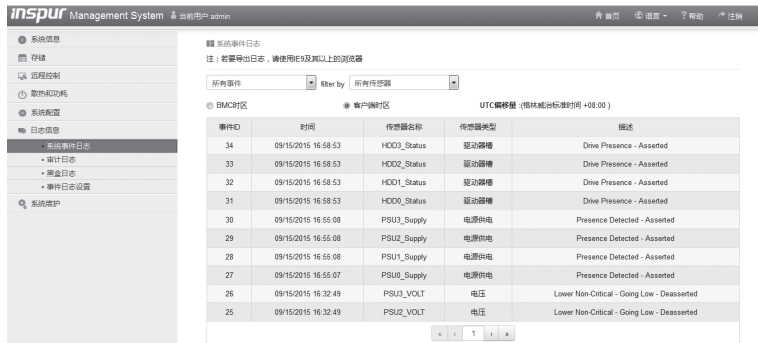 inspur Management System 当前用户:admin 首页 语言 ? 帮助 注销
系统信息
存储
远程控制
散热和功耗
系统配置
日志信息
• 系统事件日志
• 审计日志
• 黑盒日志
• 事件日志设置
系统维护
系统事件日志
注：若要导出日志，请使用IE9及其以上的浏览器
所有事件 filter by 所有传感器
BMC时区 客户端时区 UTC偏移量 :(格林威治标准时间 +08:00 )
事件ID 时间 传感器名称 传感器类型 描述
34 09/15/2015 16:58:53 HDD3_Status 驱动器槽 Drive Presence - Asserted
33 09/15/2015 16:58:53 HDD2_Status 驱动器槽 Drive Presence - Asserted
32 09/15/2015 16:58:53 HDD1_Status 驱动器槽 Drive Presence - Asserted
31 09/15/2015 16:58:53 HDD0_Status 驱动器槽 Drive Presence - Asserted
30 09/15/2015 16:55:08 PSU3_Supply 电源供电 Presence Detected - Asserted
29 09/15/2015 16:55:08 PSU2_Supply 电源供电 Presence Detected - Asserted
28 09/15/2015 16:55:08 PSU1_Supply 电源供电 Presence Detected - Asserted
27 09/15/2015 16:55:07 PSU0_Supply 电源供电 Presence Detected - Asserted
26 09/15/2015 16:32:49 PSU3_VOLT 电压 Lower Non-Critical - Going Low - Deasserted
25 09/15/2015 16:32:49 PSU2_VOLT 电压 Lower Non-Critical - Going Low - Deasserted
« ‹ 1 › »